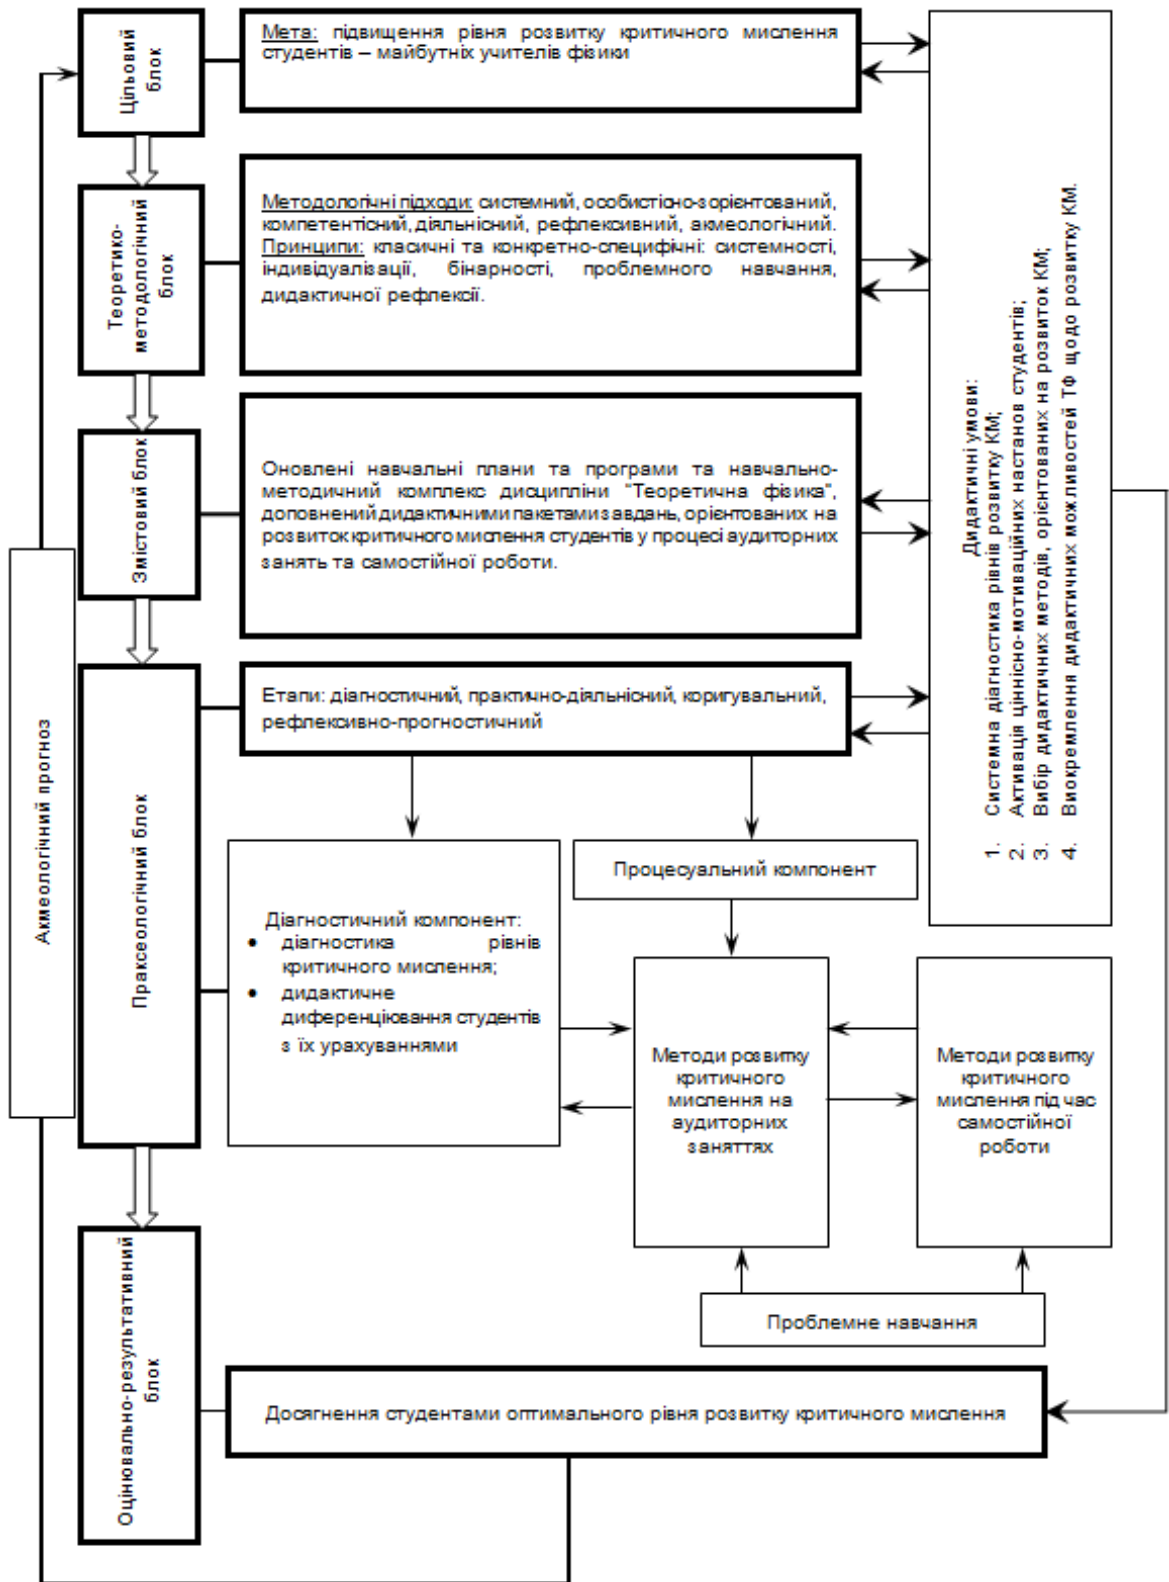 Цільовий
блок
Мета: підвищення рівня розвитку критичного мислення
студентів – майбутніх учителів фізики
Теоретико-
методологічний
блок
Методологічні підходи: системний, особистісно-зорієнтований,
компетентісний, діяльнісний, рефлексивний, акмеологічний.
Принципи: класичні та конкретно-специфічні: системності,
індивідуалізації, бінарності, проблемного навчання,
дидактичної рефлексії.
Змістовий блок
Оновлені навчальні плани та програми та навчально-
методичний комплекс дисципліни "Теоретична фізика",
доповнений дидактичними пакетами завдань, орієнтованих на
розвиток критичного мислення студентів у процесі аудиторних
занять та самостійної роботи.
Дидактичні умови:
1. Системна діагностика рівнів розвитку КМ;
2. Активація ціннісно-мотиваційних настанов студентів;
3. Вибір дидактичних методів, орієнтованих на розвиток КМ;
4. Виокремлення дидактичних можливостей ТФ щодо розвитку КМ.
Акмеологічний прогноз
Праксеологічний блок
Етапи: діагностичний, практично-діяльнісний, коригувальний,
рефлексивно-прогностичний
Діагностичний компонент:
• діагностика рівнів
критичного мислення;
• дидактичне
диференціювання студентів
з їх урахуваннями
Процесуальний компонент
Методи розвитку
критичного
мислення на
аудиторних
заняттях
Методи розвитку
критичного
мислення під час
самостійної
роботи
Проблемне навчання
Оцінювально-результативний
блок
Досягнення студентами оптимального рівня розвитку критичного мислення